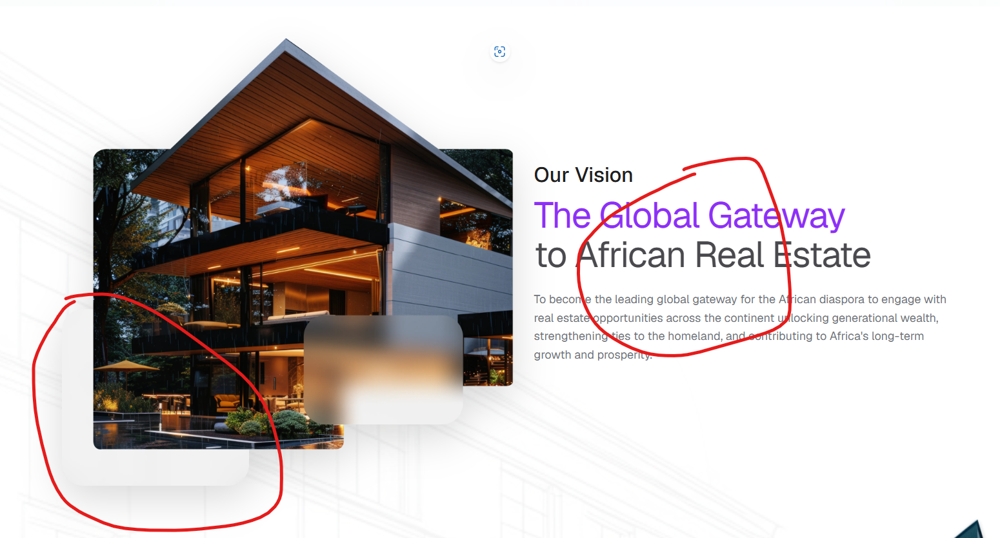 Our Vision
The Global Gateway
to African Real Estate
To become the leading global gateway for the African diaspora to engage with
real estate opportunities across the continent unlocking generational wealth,
strengthening ties to the homeland, and contributing to Africa's long-term
growth and prosperity.